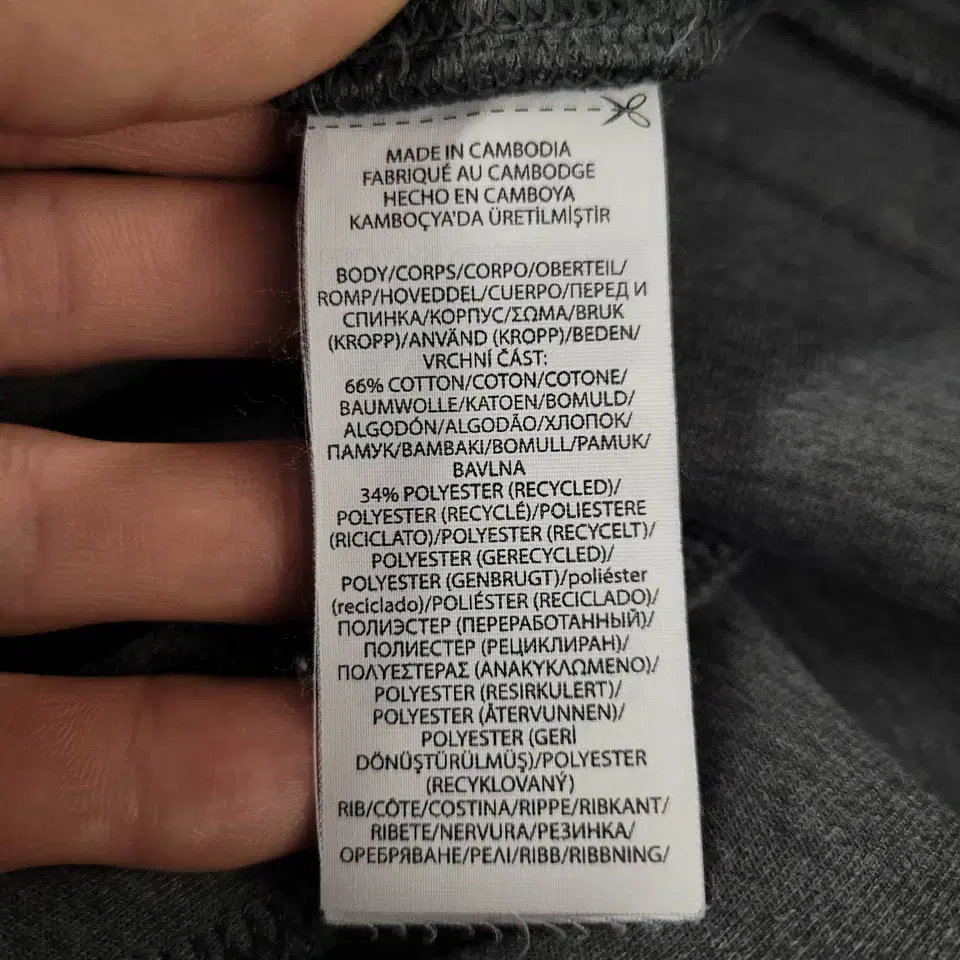 MADE IN CAMBODIA
FABRIQUÉ AU CAMBODGE
HECHO EN CAMBOYA
KAMBOÇYA'DA ÜRETİLMİŞTİR
BODY/CORPS/CORPO/OBERTEIL/
ROMP/HOVEDDEL/CUERPO/ПЕРЕД И
СПИНКА/КОРПУС/ΣΩΜΑ/BRUK
(KROPP)/ANVÄND (KROPP)/BEDEN/
VRCHNÍ ČÁST:
66% COTTON/COTON/COTONE/
BAUMWOLLE/KATOEN/BOMULD/
ALGODÓN/ALGODÃO/ХЛОПОК/
ПАМУК/ΒΑΜΒΑΚΙ/BOMULL/PAMUK/
BAVLNA
34% POLYESTER (RECYCLED)/
POLYESTER (RECYCLÉ)/POLIESTERE
(RICICLATO)/POLYESTER (RECYCELT)/
POLYESTER (GERECYCLED)/
POLYESTER (GENBRUGT)/poliéster
(reciclado)/POLIÉSTER (RECICLADO)/
ПОЛИЭСТЕР (ПЕРЕРАБОТАННЫЙ)/
ПОЛИЕСТЕР (РЕЦИКЛИРАН)/
ΠΟΛΥΕΣΤΕΡΑΣ (ΑΝΑΚΥΚΛΩΜΕΝΟ)/
POLYESTER (RESIRKULERT)/
POLYESTER (ÅTERVUNNEN)/
POLYESTER (GERİ
DÖNÜŞTÜRÜLMÜŞ)/POLYESTER
(RECYKLOVANÝ)
RIB/CÔTE/COSTINA/RIPPE/RIBKANT/
RIBETE/NERVURA/РЕЗИНКА/
ОРЕБРЯВАНЕ/ΡΕΛΙ/RIBB/RIBBNING/